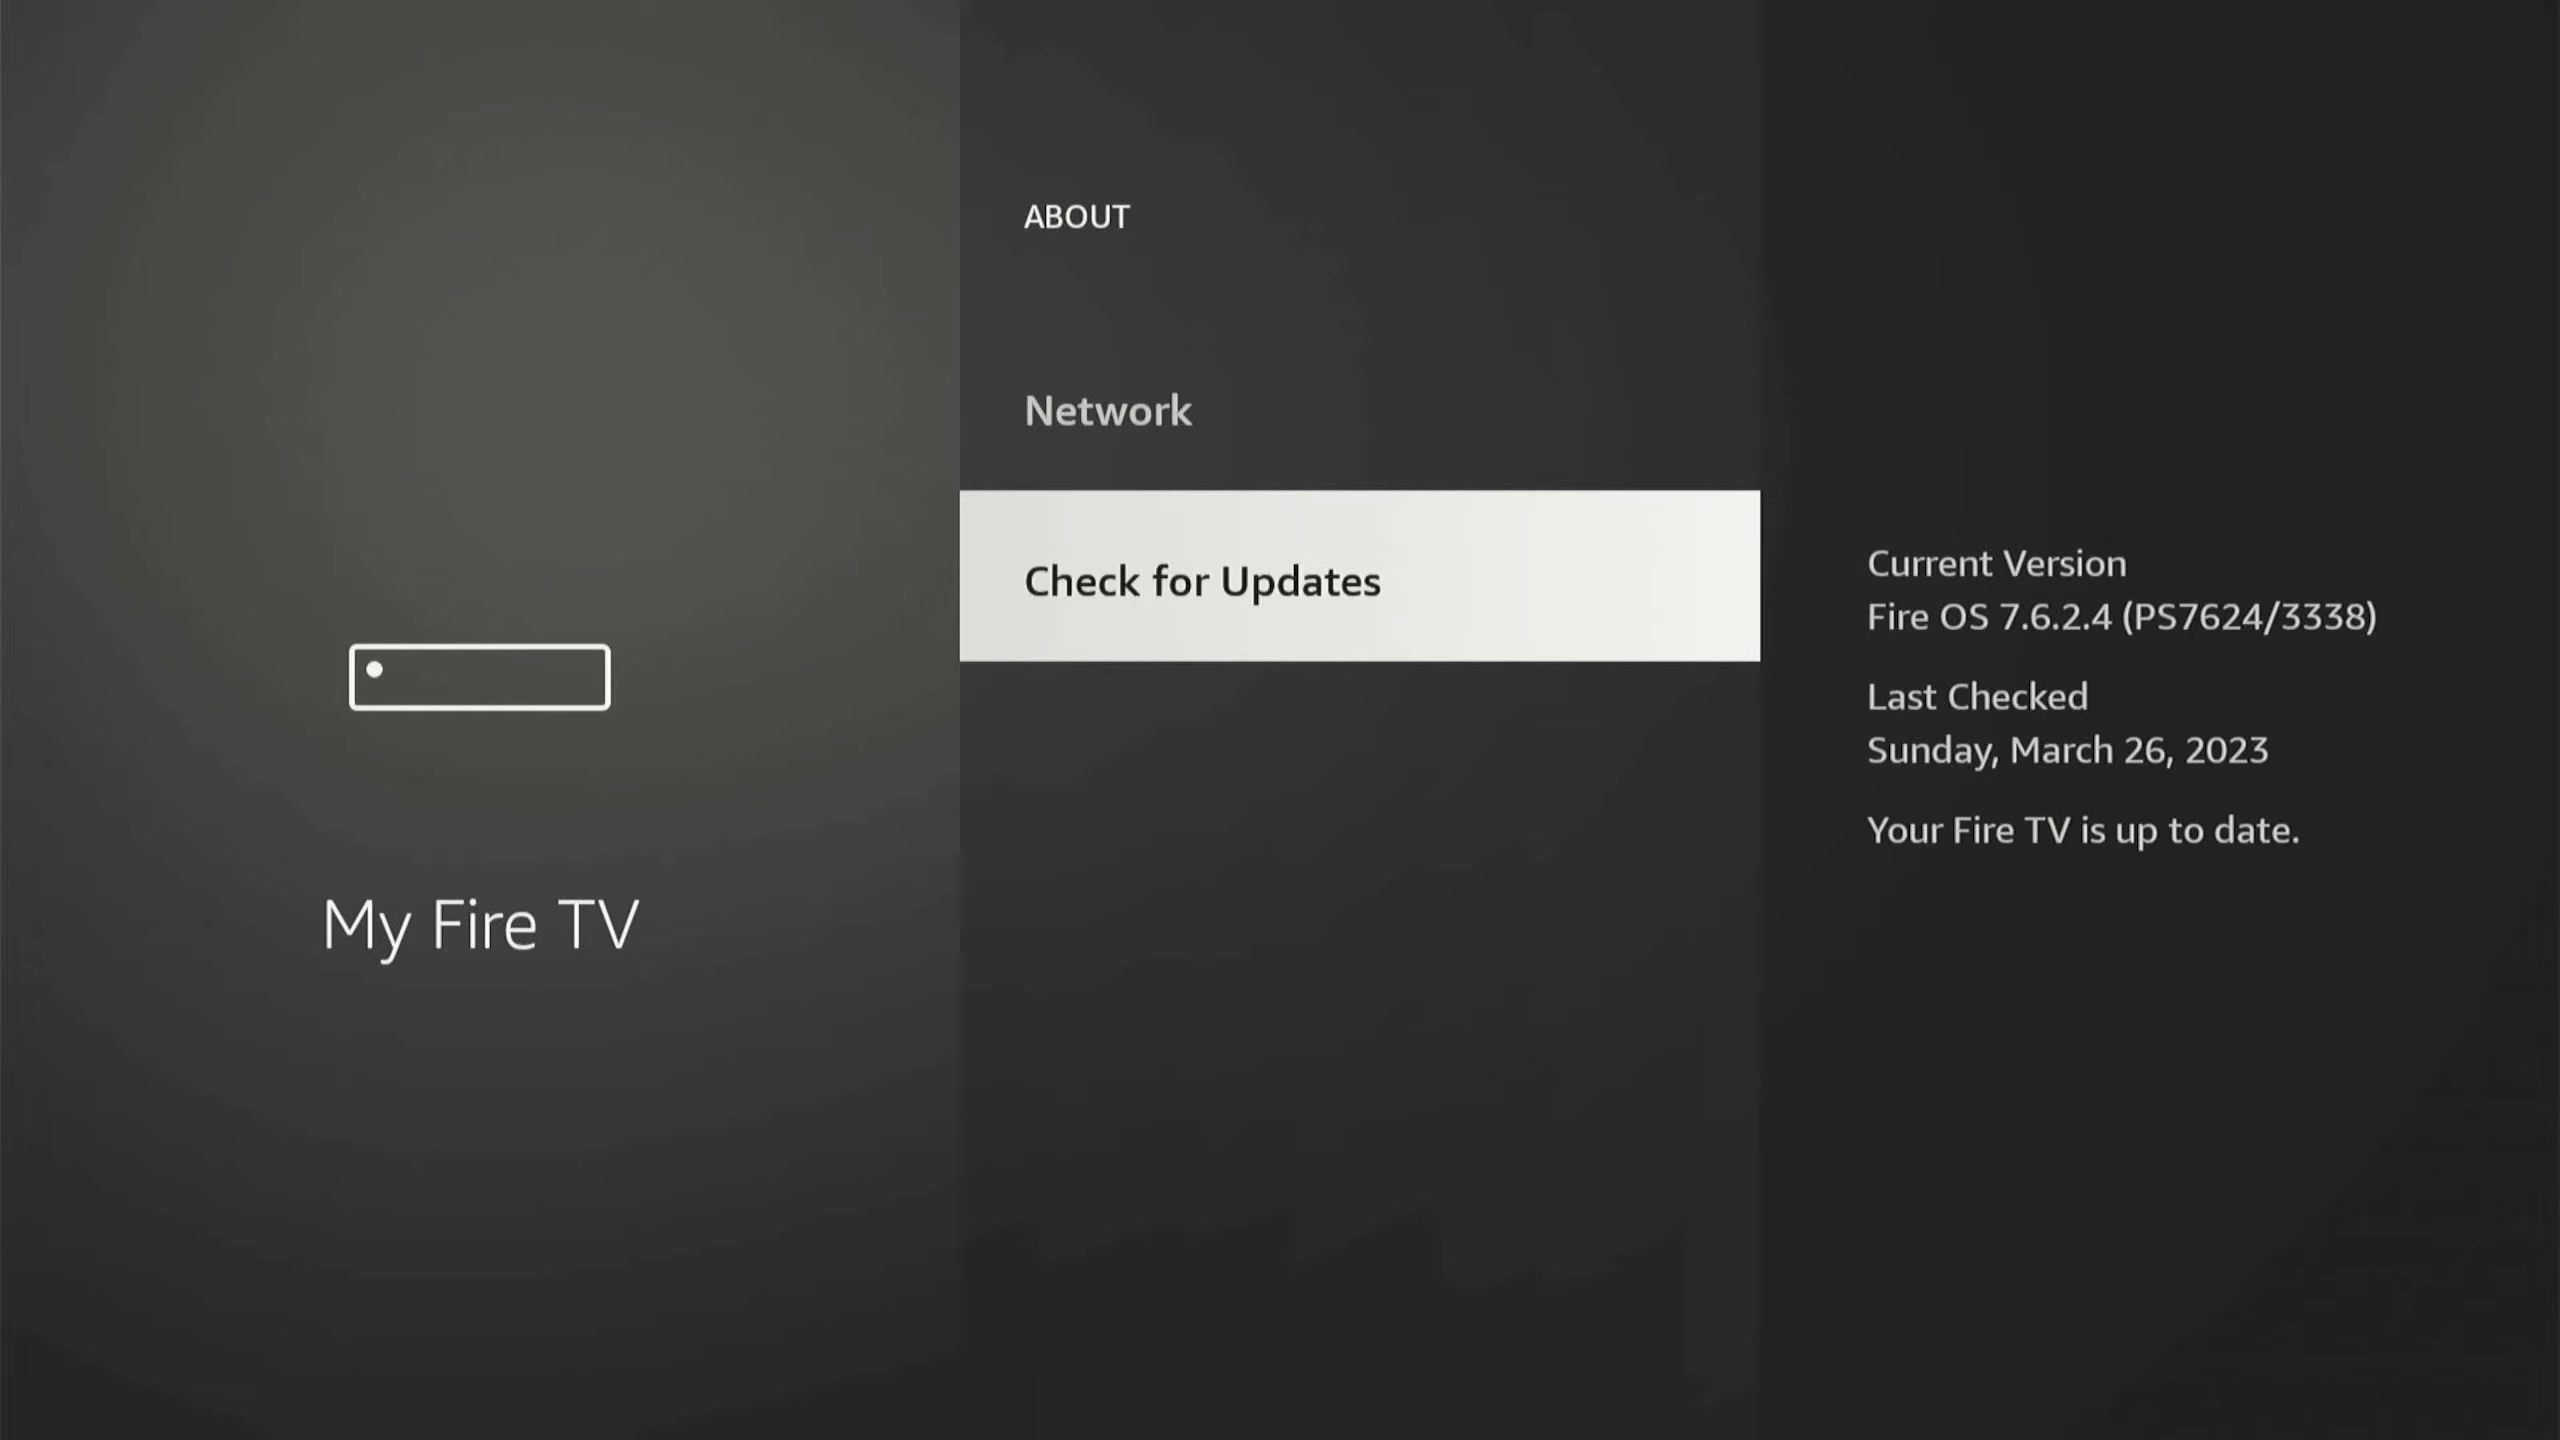 ABOUT
Network
Check for Updates
My Fire TV
Current Version
Fire OS 7.6.2.4 (PS7624/3338)
Last Checked
Sunday, March 26, 2023
Your Fire TV is up to date.